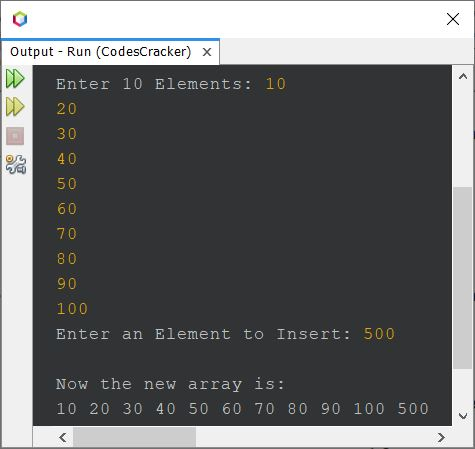 Output - Run (CodesCracker)
Enter 10 Elements: 10
20
30
40
50
60
70
80
90
100
Enter an Element to Insert: 500
Now the new array is:
10 20 30 40 50 60 70 80 90 100 500